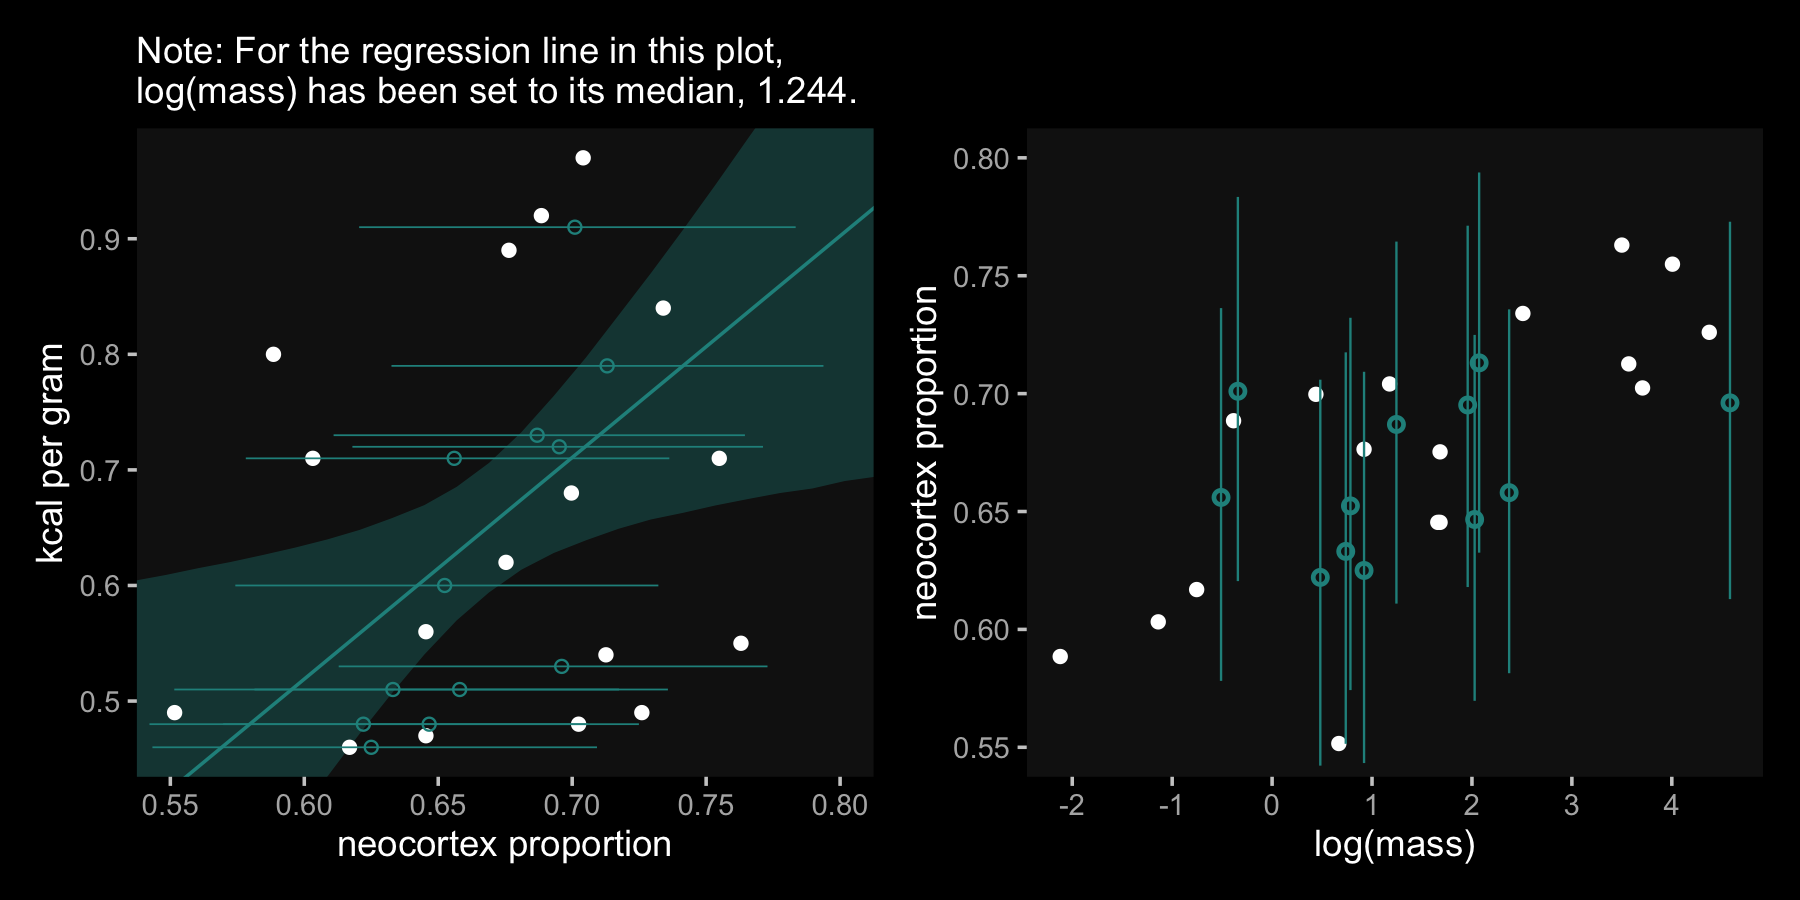 Note: For the regression line in this plot,
log(mass) has been set to its median, 1.244.
kcal per gram
0.9
0.8
0.7
0.6
0.5
0.55 0.60 0.65 0.70 0.75 0.80
neocortex proportion
neocortex proportion
0.80
0.75
0.70
0.65
0.60
0.55
-2 -1 0 1 2 3 4
log(mass)